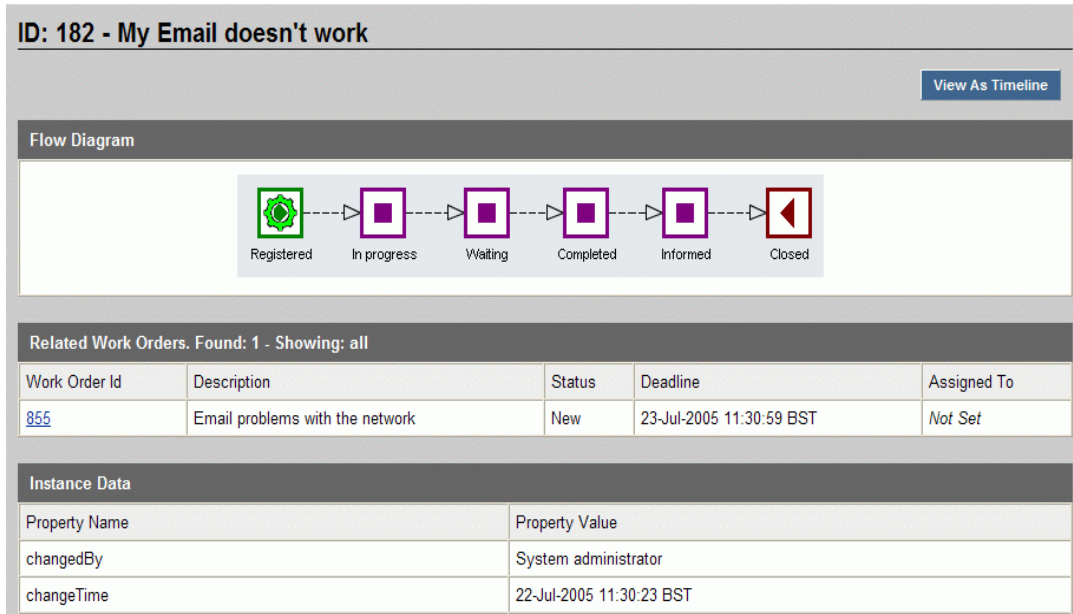 ID: 182 - My Email doesn't work
View As Timeline
Flow Diagram
Registered In progress Waiting Completed Informed Closed
Related Work Orders. Found: 1 - Showing: all
Work Order Id Description Status Deadline Assigned To
855 Email problems with the network New 23-Jul-2005 11:30:59 BST Not Set
Instance Data
Property Name Property Value
changedBy System administrator
changeTime 22-Jul-2005 11:30:23 BST